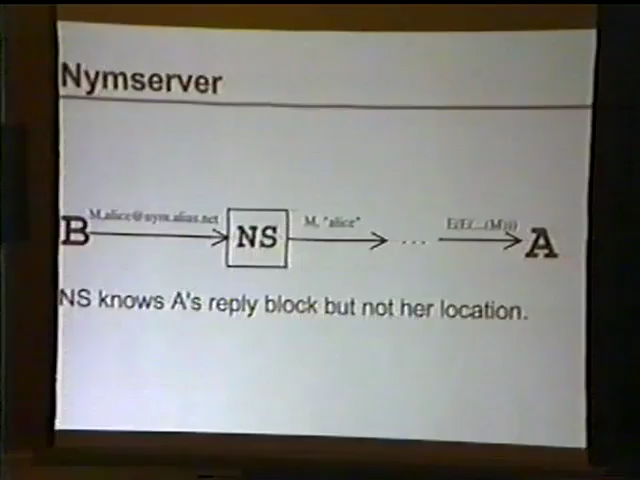 Nymserver
M,alice@nym.alias.net
M, "alice"
E(E(...(M)))
B NS ... A
NS knows A's reply block but not her location.